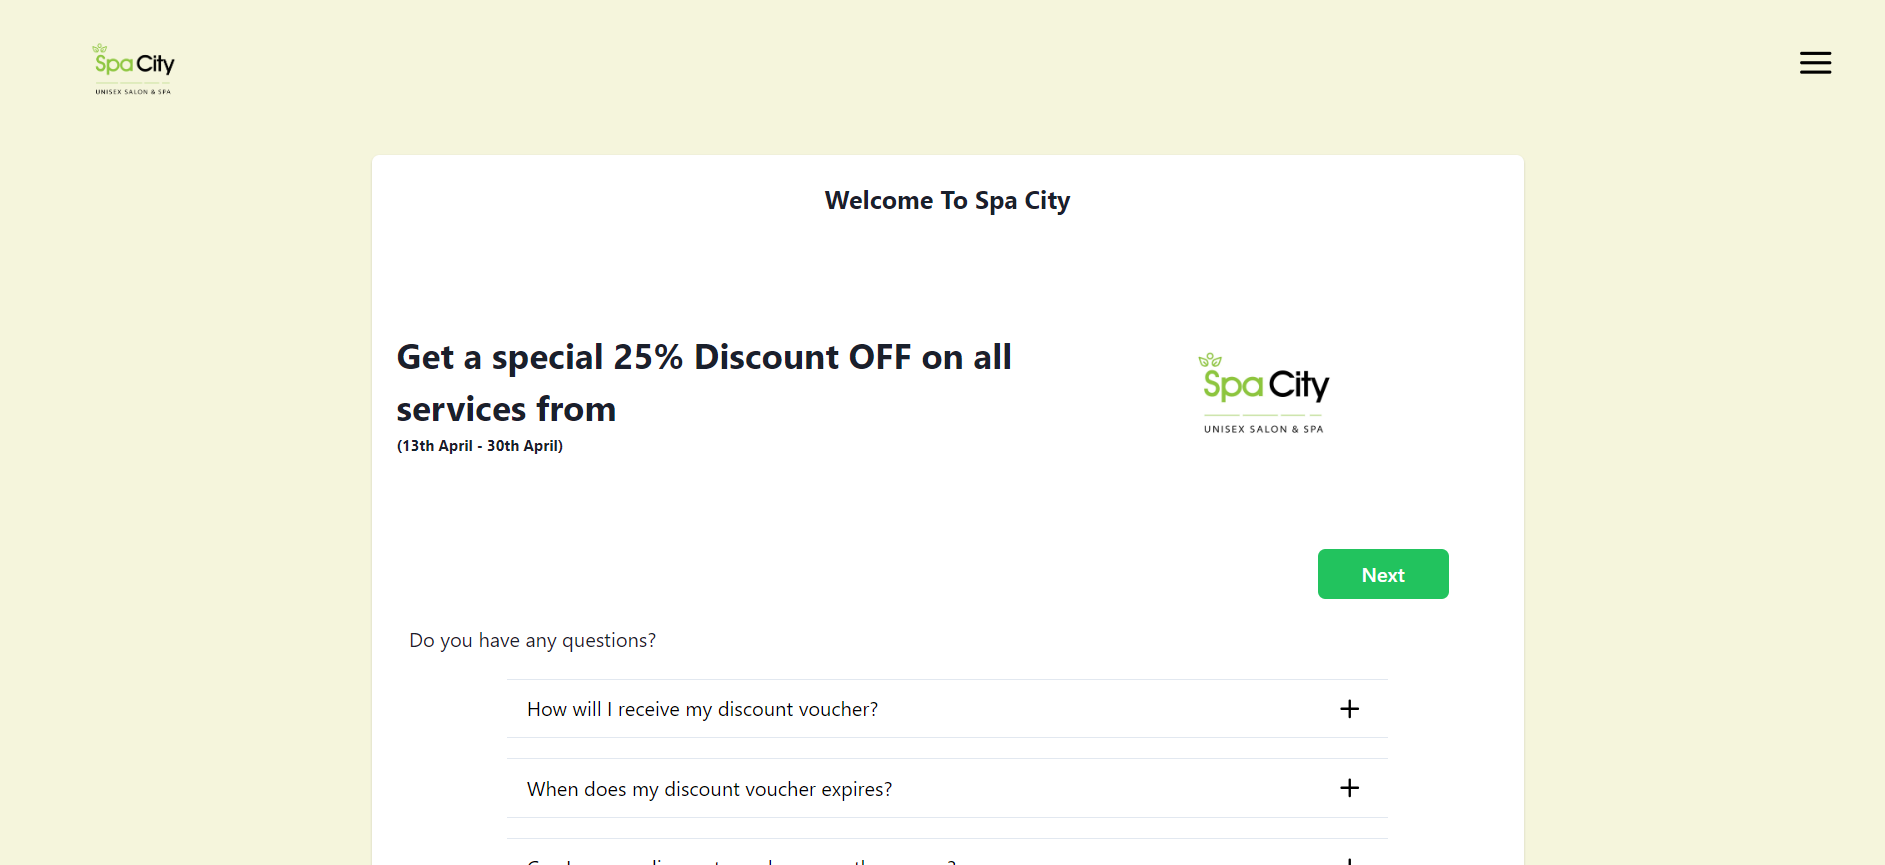 Spa City
UNISEX SALON & SPA
Welcome To Spa City
Get a special 25% Discount OFF on all
services from
(13th April - 30th April)
Spa City
UNISEX SALON & SPA
Next
Do you have any questions?
How will I receive my discount voucher?
When does my discount voucher expires?